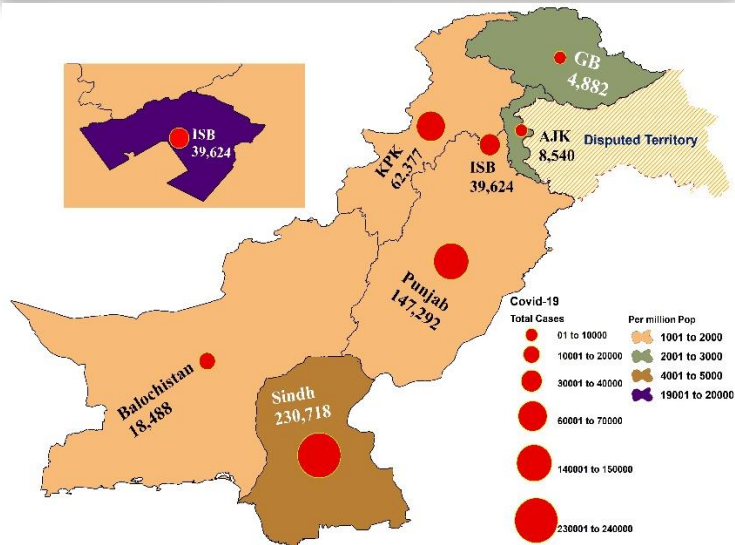 ISB
39,624
GB
4,882
AJK
8,540
Disputed Territory
KPK
62,377
ISB
39,624
Punjab
147,292
Balochistan
18,488
Sindh
230,718
Covid-19
Total Cases
01 to 10000
10001 to 20000
30001 to 40000
60001 to 70000
140001 to 150000
230001 to 240000
Per million Pop
1001 to 2000
2001 to 3000
4001 to 5000
19001 to 20000